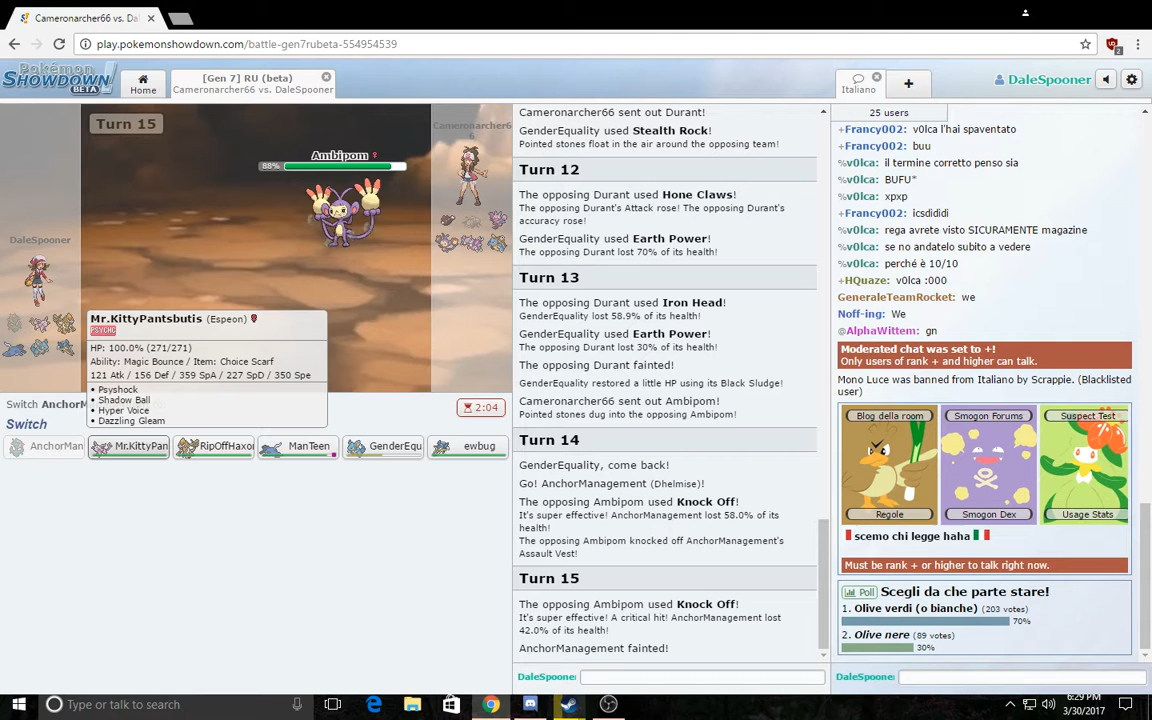 Cameronarcher66 vs. Dal
play.pokemonshowdown.com/battle-gen7rubeta-554954539
Pokémon
SHOWDOWN!
BETA
Home
[Gen 7] RU (beta)
Cameronarcher66 vs. DaleSpooner
Italiano
DaleSpooner
Turn 15
Ambipom
88%
Cameronarcher6
6
DaleSpooner
Mr.KittyPantsbutis (Espeon)
PSYCHC
HP: 100.0% (271/271)
Ability: Magic Bounce / Item: Choice Scarf
121 Atk / 156 Def / 359 SpA / 227 SpD / 350 Spe
• Psyshock
• Shadow Ball
• Hyper Voice
• Dazzling Gleam
Switch AnchorM
2:04
Switch
AnchorMan
Mr.KittyPan
RipOffHaxo
ManTeen
GenderEqu
ewbug
Cameronarcher66 sent out Durant!
GenderEquality used Stealth Rock!
Pointed stones float in the air around the opposing team!
Turn 12
The opposing Durant used Hone Claws!
The opposing Durant's Attack rose! The opposing Durant's
accuracy rose!
GenderEquality used Earth Power!
The opposing Durant lost 70% of its health!
Turn 13
The opposing Durant used Iron Head!
GenderEquality lost 58.9% of its health!
GenderEquality used Earth Power!
The opposing Durant lost 30% of its health!
The opposing Durant fainted!
GenderEquality restored a little HP using its Black Sludge!
Cameronarcher66 sent out Ambipom!
Pointed stones dug into the opposing Ambipom!
Turn 14
GenderEquality, come back!
Go! AnchorManagement (Dhelmise)!
The opposing Ambipom used Knock Off!
It's super effective! AnchorManagement lost 58.0% of its
health!
The opposing Ambipom knocked off AnchorManagement's
Assault Vest!
Turn 15
The opposing Ambipom used Knock Off!
It's super effective! A critical hit! AnchorManagement lost
42.0% of its health!
AnchorManagement fainted!
DaleSpoone
25 users
+Francy002: v0lca l'hai spaventato
+Francy002: buu
%v0lca: il termine corretto penso sia
%v0lca: BUFU*
%v0lca: xpxp
+Francy002: icsdididi
%v0lca: rega avrete visto SICURAMENTE magazine
%v0lca: se no andatelo subito a vedere
%v0lca: perché è 10/10
+HQuaze: v0lca :000
GeneraleTeamRocket: we
Noff-ing: We
@AlphaWittem: gn
Moderated chat was set to +!
Only users of rank + and higher can talk.
Mono Luce was banned from Italiano by Scrappie. (Blacklisted
user)
Blog della room
Smogon Forums
Suspect Test
Regole
Smogon Dex
Usage Stats
scemo chi legge haha
Must be rank + or higher to talk right now.
Poll Scegli da che parte stare!
1. Olive verdi (o bianche) (203 votes)
70%
2. Olive nere (89 votes)
30%
DaleSpooner:
Type or talk to search
6:29 PM
3/30/2017